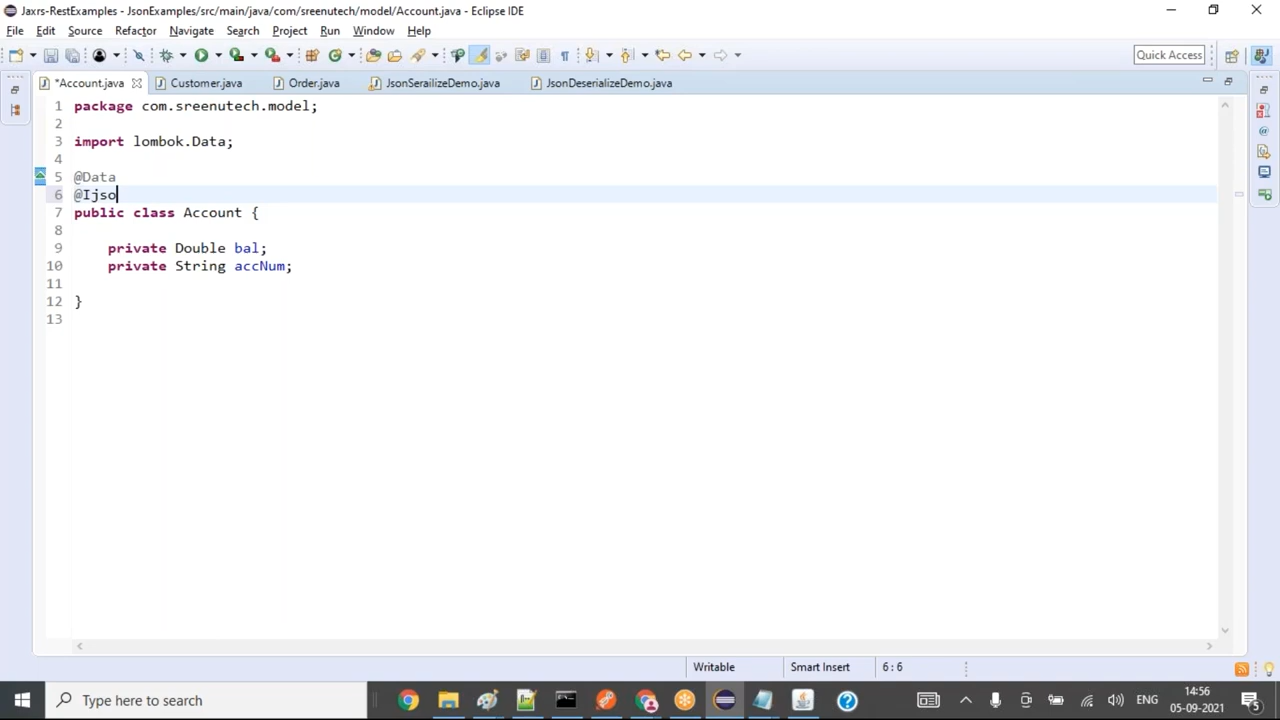 Jaxrs-RestExamples - JsonExamples/src/main/java/com/sreenutech/model/Account.java - Eclipse IDE
File Edit Source Refactor Navigate Search Project Run Window Help
Quick Access
*Account.java Customer.java Order.java JsonSerailizeDemo.java JsonDeserializeDemo.java
1 package com.sreenutech.model;
2
3 import lombok.Data;
4
5 @Data
6 @Ijso
7 public class Account {
8
9 private Double bal;
10 private String accNum;
11
12 }
13
Writable Smart Insert 6 : 6
Type here to search
ENG
14:56
05-09-2021
5